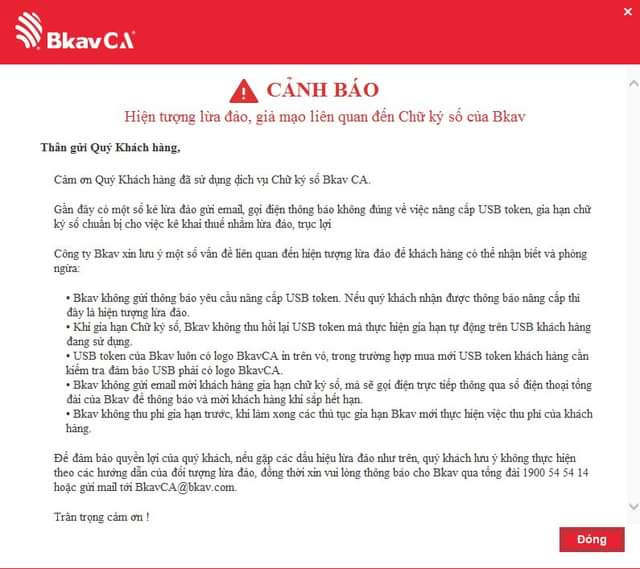 Bkav CA
CẢNH BÁO
Hiện tượng lừa đảo, giả mạo liên quan đến Chữ ký số của Bkav
Thân gửi Quý Khách hàng,
Cảm ơn Quý Khách hàng đã sử dụng dịch vụ Chữ ký số Bkav CA.
Gần đây có một số kẻ lừa đảo gửi email, gọi điện thông báo không đúng về việc nâng cấp USB token, gia hạn chữ
ký số chuẩn bị cho việc kê khai thuế nhằm lừa đảo, trục lợi
Công ty Bkav xin lưu ý một số vấn đề liên quan đến hiện tượng lừa đảo để khách hàng có thể nhận biết và phòng
ngừa:
• Bkav không gửi thông báo yêu cầu nâng cấp USB token. Nếu quý khách nhận được thông báo nâng cấp thì
đây là hiện tượng lừa đảo.
• Khi gia hạn Chữ ký số, Bkav không thu hồi lại USB token mà thực hiện gia hạn tự động trên USB khách hàng
đang sử dụng.
• USB token của Bkav luôn có logo BkavCA in trên vỏ, trong trường hợp mua mới USB token khách hàng cần
kiểm tra đảm bảo USB phải có logo BkavCA.
• Bkav không gửi email mời khách hàng gia hạn chữ ký số, mà sẽ gọi điện trực tiếp thông qua số điện thoại tổng
đài của Bkav để thông báo và mời khách hàng khi sắp hết hạn.
• Bkav không thu phí gia hạn trước, khi làm xong các thủ tục gia hạn Bkav mới thực hiện việc thu phí của khách
hàng.
Để đảm bảo quyền lợi của quý khách, nếu gặp các dấu hiệu lừa đảo như trên, quý khách lưu ý không thực hiện
theo các hướng dẫn của đối tượng lừa đảo, đồng thời xin vui lòng thông báo cho Bkav qua tổng đài 1900 54 54 14
hoặc gửi mail tới BkavCA@bkav.com.
Trân trọng cảm ơn !
Đóng